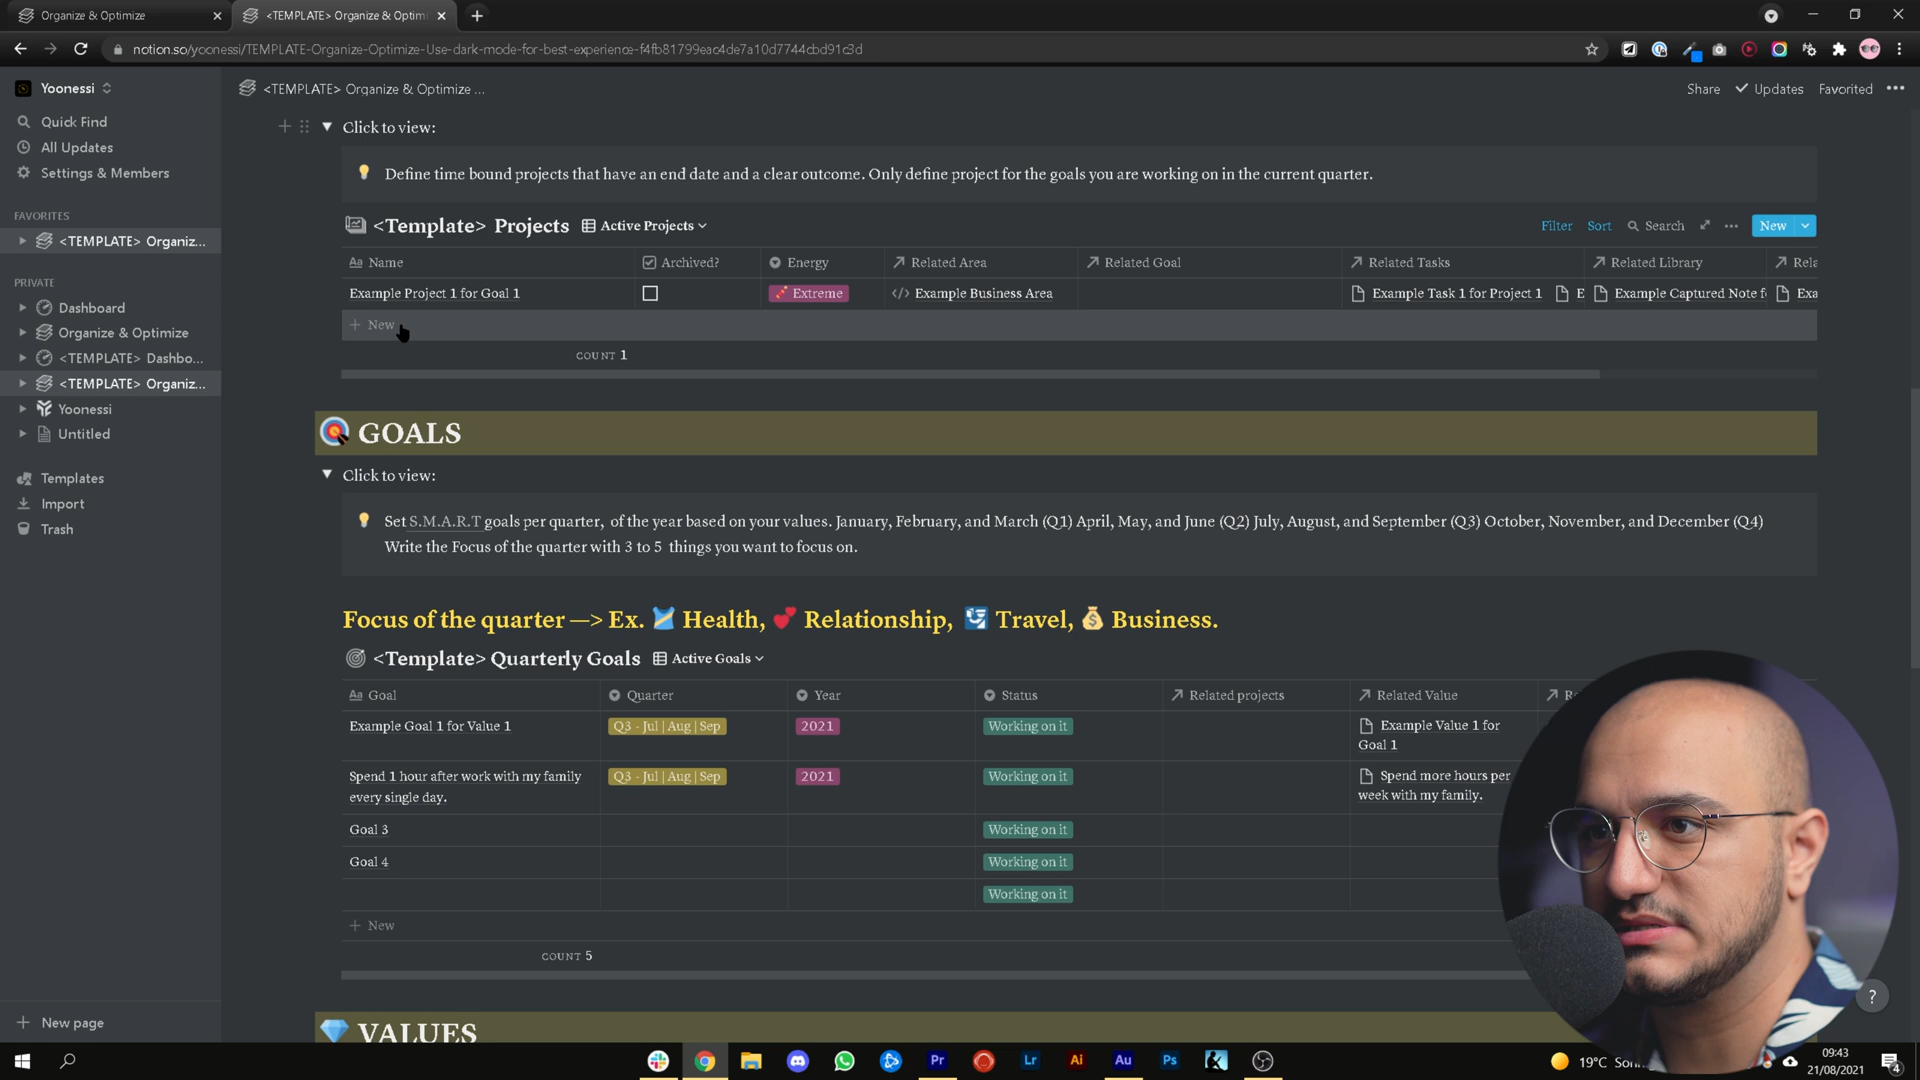 Organize & Optimize
<TEMPLATE> Organize & Optim
notion.so/yoonessi/TEMPLATE-Organize-Optimize-Use-dark-mode-for-best-experience-f4fb81799eac4de7a10d7744cbd91c3d
Yoonessi
<TEMPLATE> Organize & Optimize ...
Share
Updates
Favorited
Quick Find
All Updates
Settings & Members
FAVORITES
<TEMPLATE> Organiz...
PRIVATE
Dashboard
Organize & Optimize
<TEMPLATE> Dashbo...
<TEMPLATE> Organiz...
Yoonessi
Untitled
Templates
Import
Trash
New page
Click to view:
Define time bound projects that have an end date and a clear outcome. Only define project for the goals you are working on in the current quarter.
<Template> Projects Active Projects
Filter Sort Search New
Aa Name Archived? Energy Related Area Related Goal Related Tasks Related Library Rela
Example Project 1 for Goal 1 Extreme Example Business Area Example Task 1 for Project 1 E Example Captured Note f Exa
+ New
COUNT 1
GOALS
Click to view:
Set S.M.A.R.T goals per quarter, of the year based on your values. January, February, and March (Q1) April, May, and June (Q2) July, August, and September (Q3) October, November, and December (Q4)
Write the Focus of the quarter with 3 to 5 things you want to focus on.
Focus of the quarter —> Ex. Health, Relationship, Travel, Business.
<Template> Quarterly Goals Active Goals
Aa Goal Quarter Year Status Related projects Related Value
Example Goal 1 for Value 1 Q3 - Jul | Aug | Sep 2021 Working on it Example Value 1 for
Goal 1
Spend 1 hour after work with my family Q3 - Jul | Aug | Sep 2021 Working on it Spend more hours per
every single day. week with my family.
Goal 3 Working on it
Goal 4 Working on it
Working on it
+ New
COUNT 5
VALUES
?
Pr Lr Ai Au Ps
19°C
09:43
21/08/2021
4